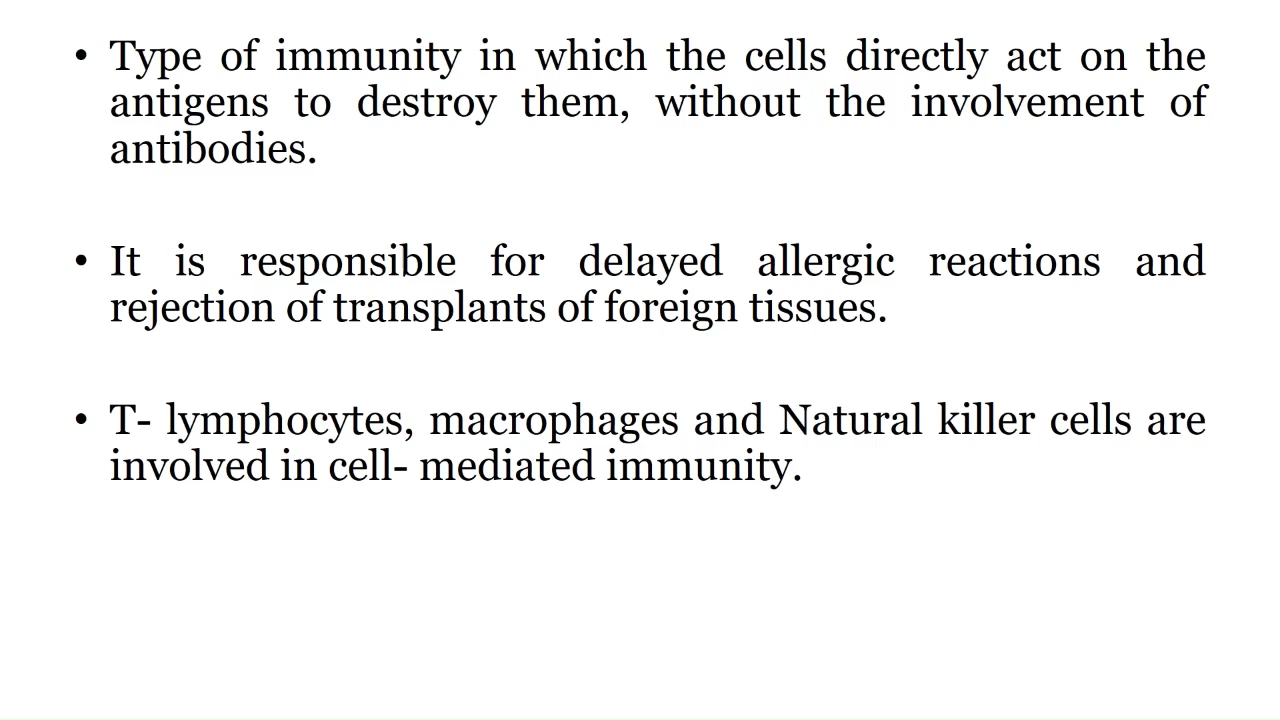 • Type of immunity in which the cells directly act on the
antigens to destroy them, without the involvement of
antibodies.
• It is responsible for delayed allergic reactions and
rejection of transplants of foreign tissues.
• T- lymphocytes, macrophages and Natural killer cells are
involved in cell- mediated immunity.